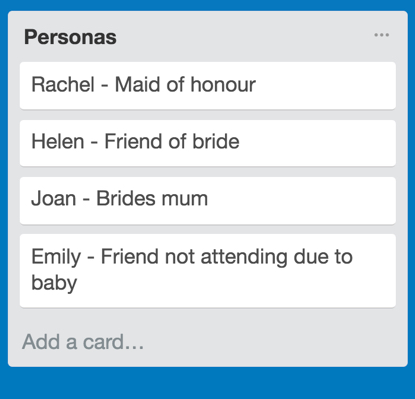 Personas
Rachel - Maid of honour
Helen - Friend of bride
Joan - Brides mum
Emily - Friend not attending due to
baby
Add a card…